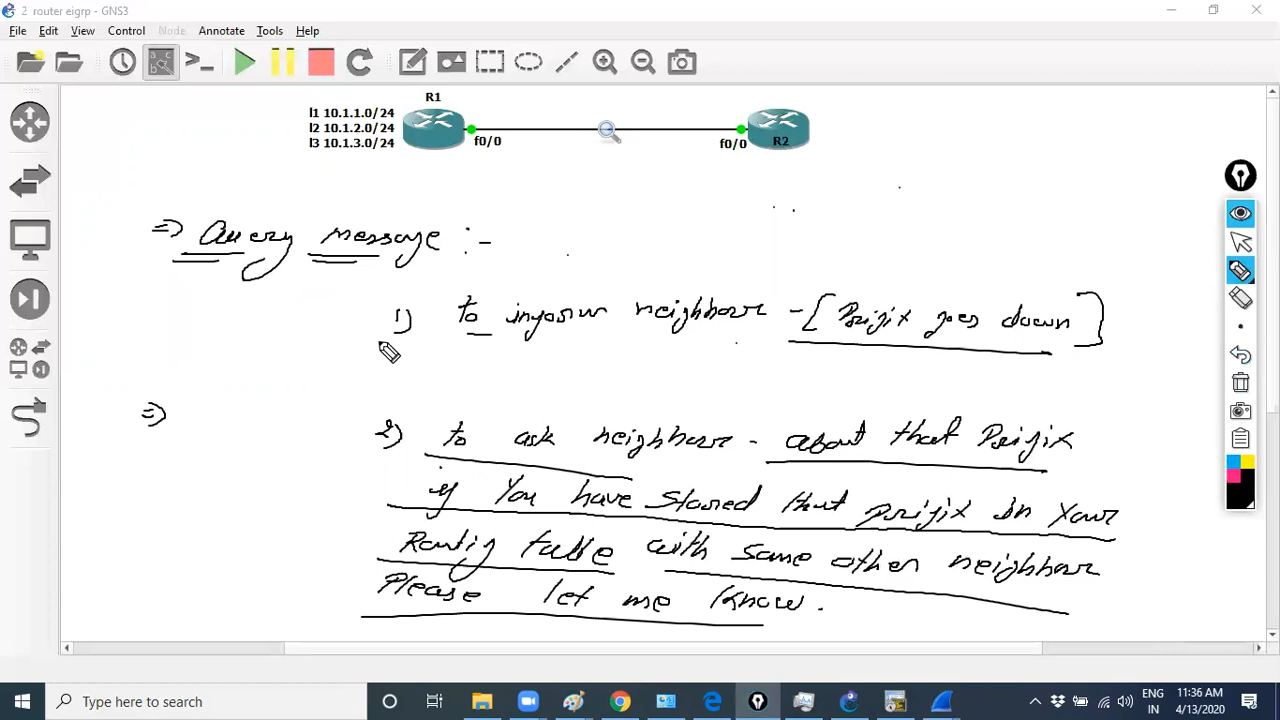 2 router eigrp - GNS3
File Edit View Control Node Annotate Tools Help
R1
l1 10.1.1.0/24
l2 10.1.2.0/24
l3 10.1.3.0/24
f0/0
f0/0
R2
=> Query message :-
1) to inform neighbour - [Prefix goes down]
=>
2) to ask neighbour - about that Prefix
if You have stored that prefix in Your
Routing table with some other neighbour
Please let me know.
Type here to search
ENG
IN
11:36 AM
4/13/2020